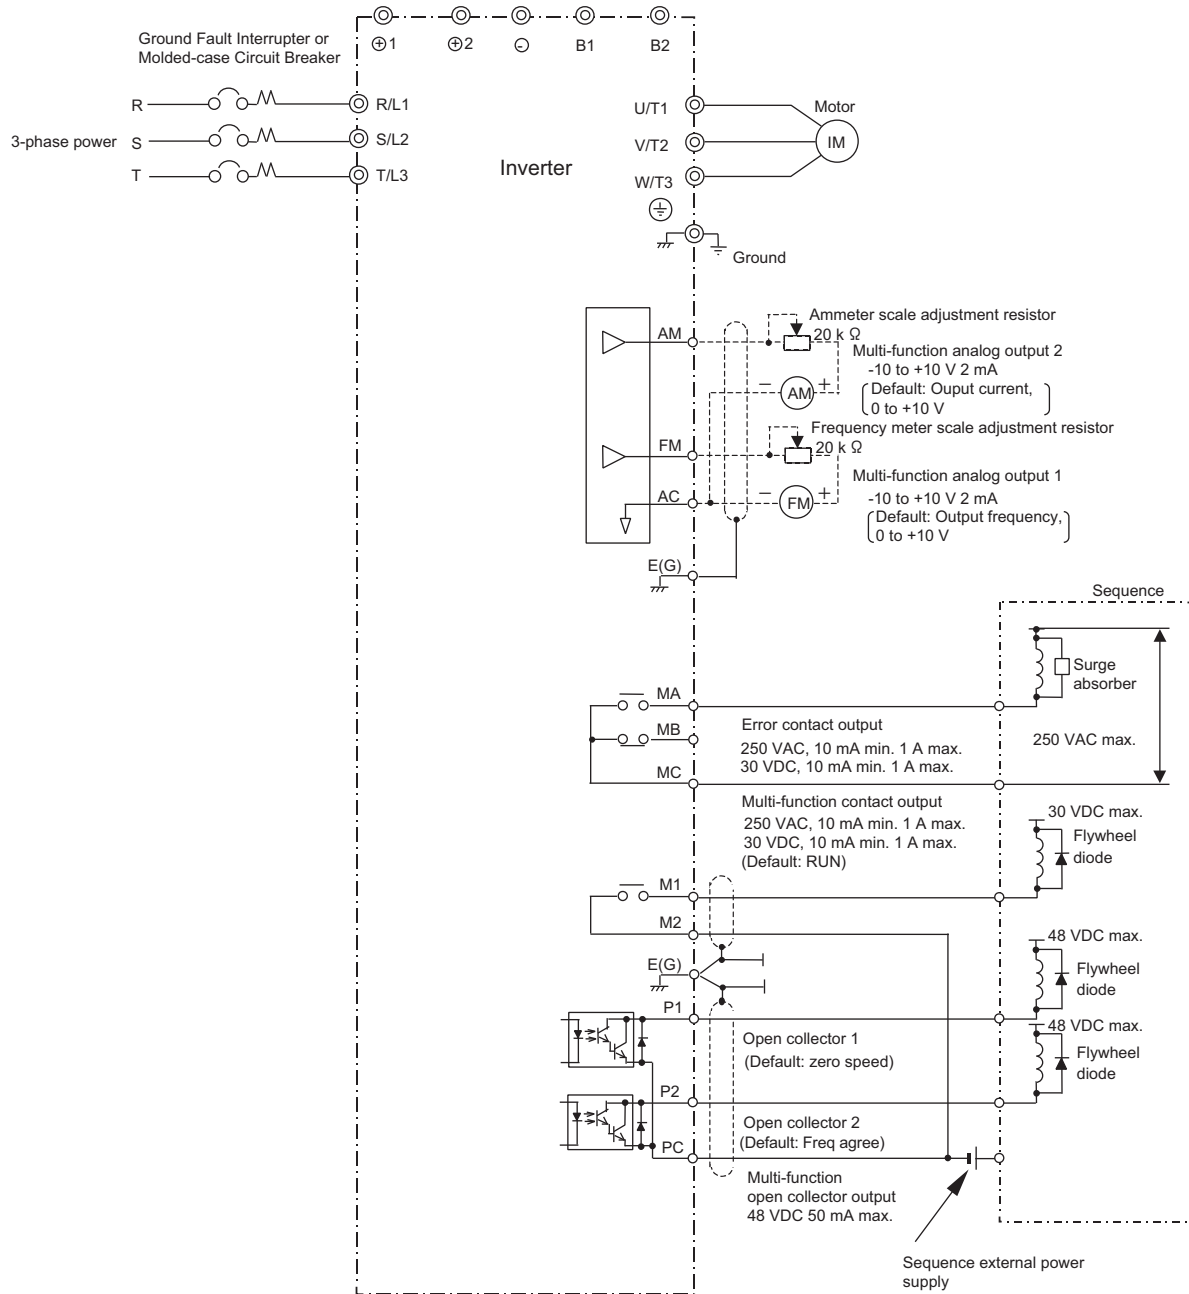 Ground Fault Interrupter or
Molded-case Circuit Breaker
⊕1
⊕2
⊖
B1
B2
R
R/L1
3-phase power
S
S/L2
T
T/L3
Inverter
U/T1
V/T2
W/T3
Motor
IM
Ground
AM
Ammeter scale adjustment resistor
20 k Ω
Multi-function analog output 2
-10 to +10 V 2 mA
Default: Ouput current,
0 to +10 V
− AM +
FM
Frequency meter scale adjustment resistor
20 k Ω
Multi-function analog output 1
-10 to +10 V 2 mA
Default: Output frequency,
0 to +10 V
AC
− FM +
E(G)
Sequence
Surge
absorber
250 VAC max.
MA
MB
MC
Error contact output
250 VAC, 10 mA min. 1 A max.
30 VDC, 10 mA min. 1 A max.
Multi-function contact output
250 VAC, 10 mA min. 1 A max.
30 VDC, 10 mA min. 1 A max.
(Default: RUN)
30 VDC max.
Flywheel
diode
M1
M2
E(G)
48 VDC max.
Flywheel
diode
P1
Open collector 1
(Default: zero speed)
48 VDC max.
Flywheel
diode
P2
Open collector 2
(Default: Freq agree)
PC
Multi-function
open collector output
48 VDC 50 mA max.
Sequence external power
supply